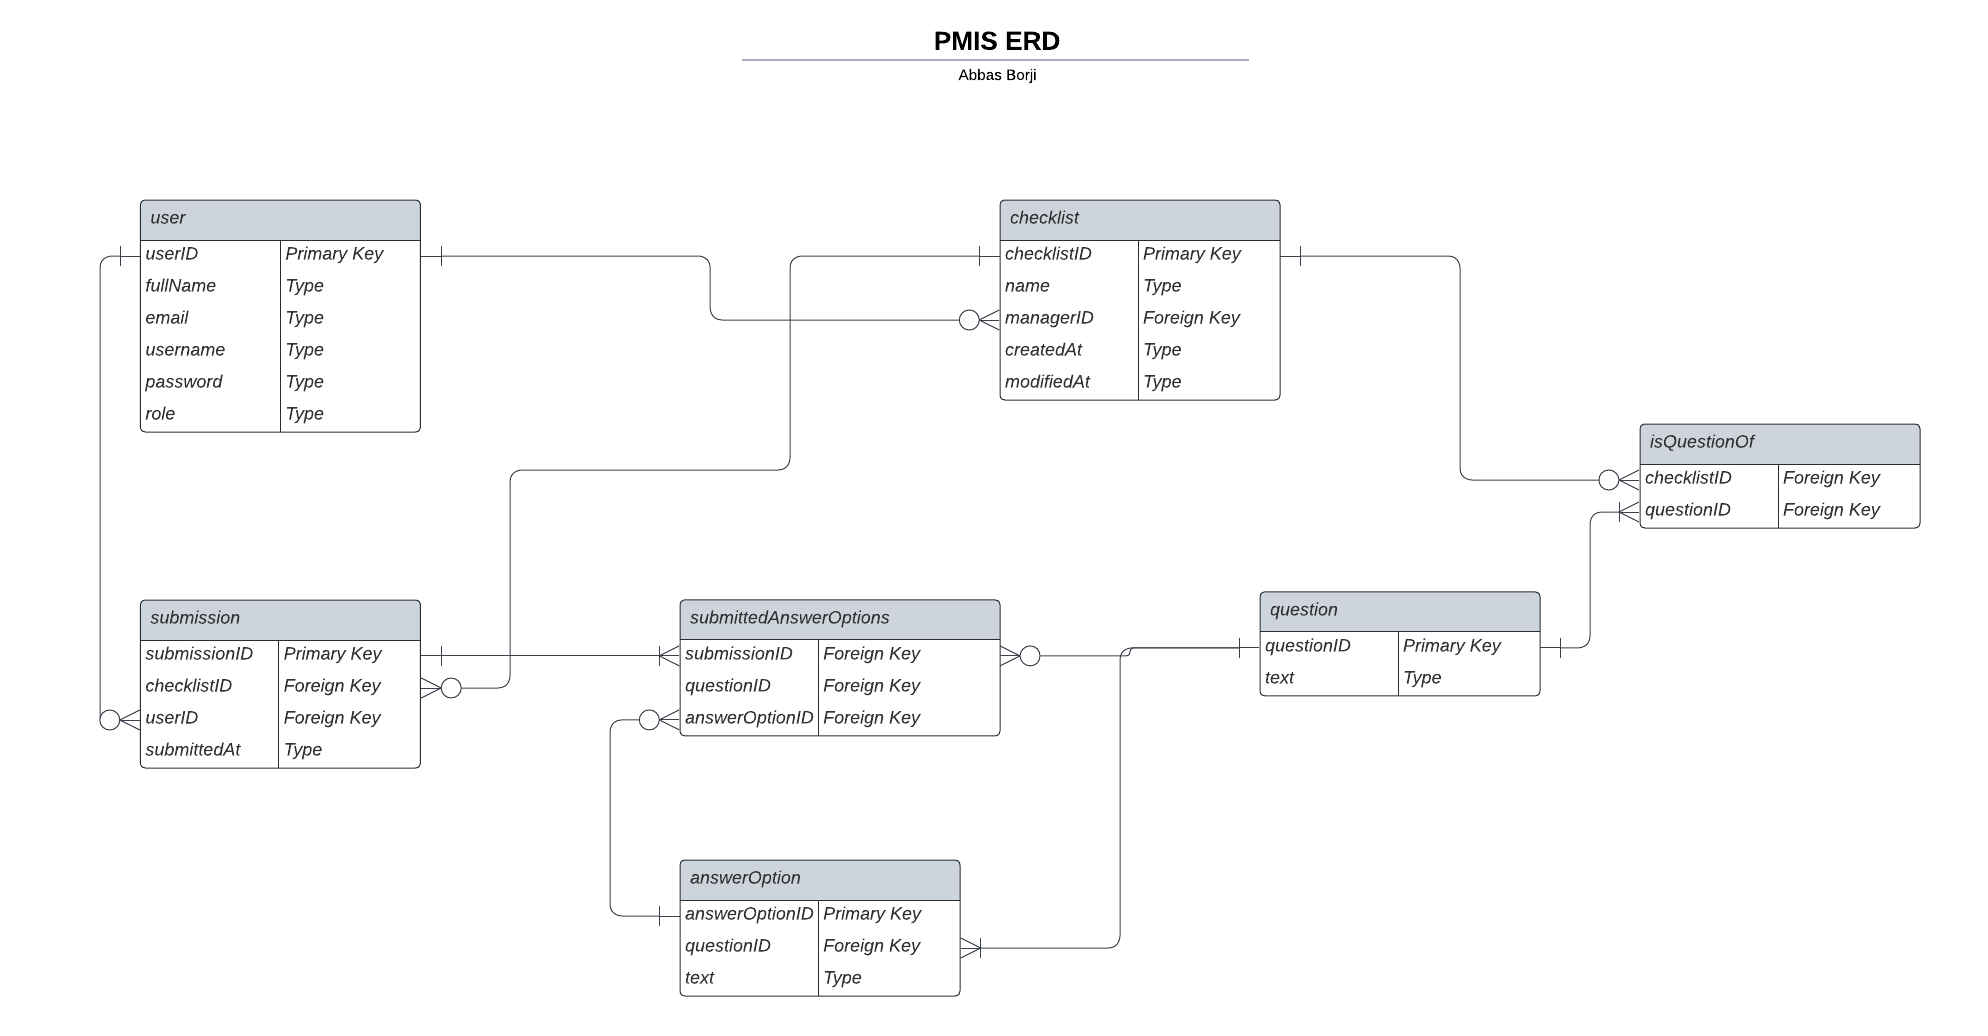 PMIS ERD
Abbas Borji
user
userID Primary Key
fullName Type
email Type
username Type
password Type
role Type
checklist
checklistID Primary Key
name Type
managerID Foreign Key
createdAt Type
modifiedAt Type
isQuestionOf
checklistID Foreign Key
questionID Foreign Key
submission
submissionID Primary Key
checklistID Foreign Key
userID Foreign Key
submittedAt Type
submittedAnswerOptions
submissionID Foreign Key
questionID Foreign Key
answerOptionID Foreign Key
question
questionID Primary Key
text Type
answerOption
answerOptionID Primary Key
questionID Foreign Key
text Type